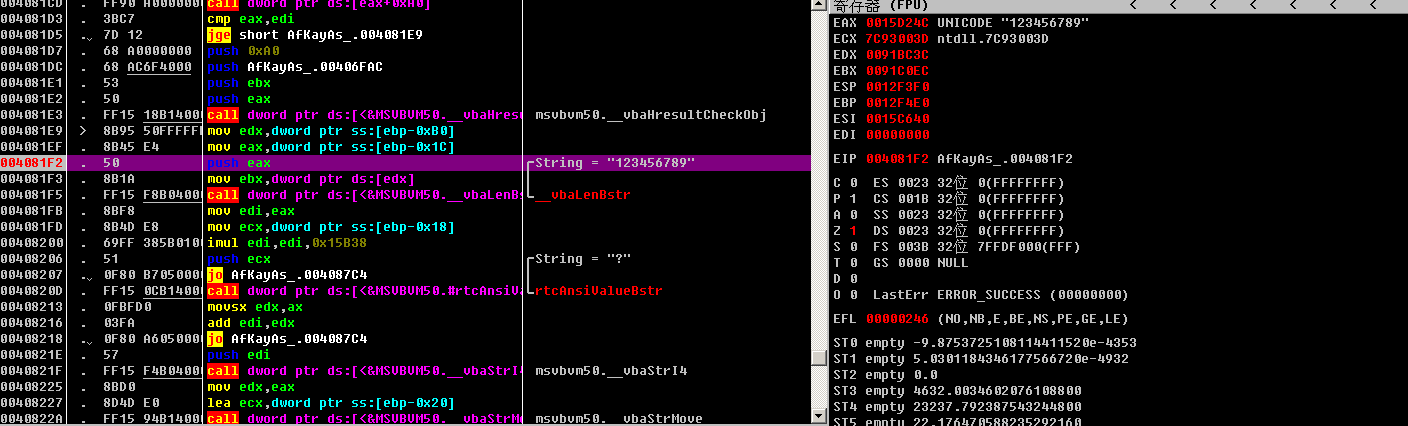 004081CD . FF90 A0000000 call dword ptr ds:[eax+0xA0]
004081D3 . 3BC7 cmp eax,edi
004081D5 . 7D 12 jge short AfKayAs_.004081E9
004081D7 . 68 A0000000 push 0xA0
004081DC . 68 AC6F4000 push AfKayAs_.00406FAC
004081E1 . 53 push ebx
004081E2 . 50 push eax
004081E3 . FF15 18B14000 call dword ptr ds:[<&MSVBVM50.__vbaHresu msvbvm50.__vbaHresultCheckObj
004081E9 > 8B95 50FFFFFF mov edx,dword ptr ss:[ebp-0xB0]
004081EF . 8B45 E4 mov eax,dword ptr ss:[ebp-0x1C]
004081F2 . 50 push eax String = "123456789"
004081F3 . 8B1A mov ebx,dword ptr ds:[edx]
004081F5 . FF15 F8B04000 call dword ptr ds:[<&MSVBVM50.__vbaLenBs __vbaLenBstr
004081FB . 8BF8 mov edi,eax
004081FD . 8B4D E8 mov ecx,dword ptr ss:[ebp-0x18]
00408200 . 69FF 385B0100 imul edi,edi,0x15B38
00408206 . 51 push ecx String = "?"
00408207 . 0F80 B7050000 jo AfKayAs_.004087C4
0040820D . FF15 0CB14000 call dword ptr ds:[<&MSVBVM50.#rtcAnsiVa rtcAnsiValueBstr
00408213 . 0FBFD0 movsx edx,ax
00408216 . 03FA add edi,edx
00408218 . 0F80 A6050000 jo AfKayAs_.004087C4
0040821E . 57 push edi
0040821F . FF15 F4B04000 call dword ptr ds:[<&MSVBVM50.__vbaStrI4 msvbvm50.__vbaStrI4
00408225 . 8BD0 mov edx,eax
00408227 . 8D4D E0 lea ecx,dword ptr ss:[ebp-0x20]
0040822A . FF15 94B14000 call dword ptr ds:[<&MSVBVM50.__vbaStrMo msvbvm50.__vbaStrMove
寄存器 (FPU) < < < < < < <
EAX 0015D24C UNICODE "123456789"
ECX 7C93003D ntdll.7C93003D
EDX 0091BC3C
EBX 0091C0EC
ESP 0012F3F0
EBP 0012F4E0
ESI 0015C640
EDI 00000000
EIP 004081F2 AfKayAs_.004081F2
C 0 ES 0023 32位 0(FFFFFFFF)
P 1 CS 001B 32位 0(FFFFFFFF)
A 0 SS 0023 32位 0(FFFFFFFF)
Z 1 DS 0023 32位 0(FFFFFFFF)
S 0 FS 003B 32位 7FFDF000(FFF)
T 0 GS 0000 NULL
D 0
O 0 LastErr ERROR_SUCCESS (00000000)
EFL 00000246 (NO,NB,E,BE,NS,PE,GE,LE)
ST0 empty -9.8753725108114411520e-4353
ST1 empty 5.0301184346177566720e-4932
ST2 empty 0.0
ST3 empty 4632.0034602076108800
ST4 empty 23237.792387543244800
ST5 empty 22.176470588235292160